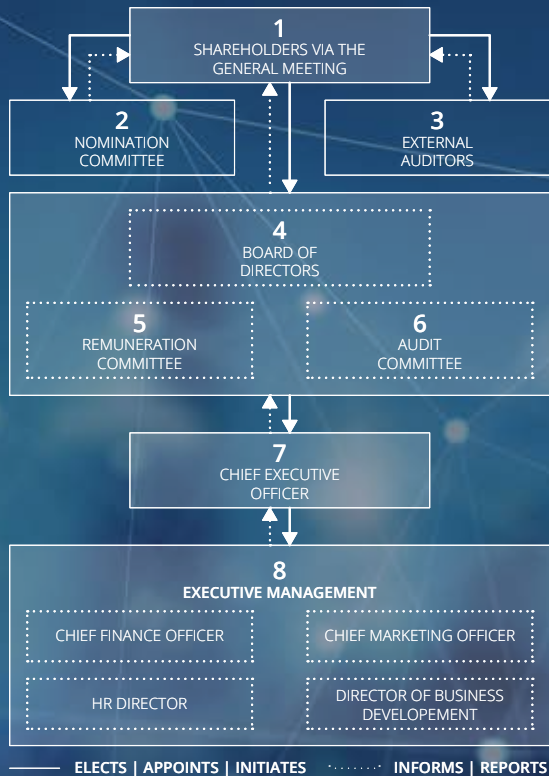 1
SHAREHOLDERS VIA THE
GENERAL MEETING
2
NOMINATION
COMMITTEE
3
EXTERNAL
AUDITORS
4
BOARD OF
DIRECTORS
5
REMUNERATION
COMMITTEE
6
AUDIT
COMMITTEE
7
CHIEF EXECUTIVE
OFFICER
8
EXECUTIVE MANAGEMENT
CHIEF FINANCE OFFICER
CHIEF MARKETING OFFICER
HR DIRECTOR
DIRECTOR OF BUSINESS
DEVELOPEMENT
ELECTS | APPOINTS | INITIATES
INFORMS | REPORTS